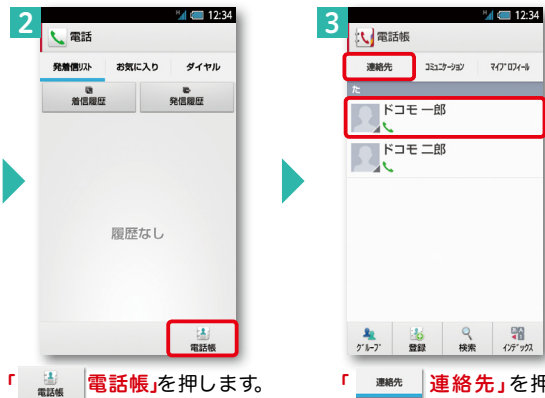 2
12:34
電話
発着信リスト お気に入り ダイヤル
着信履歴 発信履歴
履歴なし
電話帳
「電話帳 電話帳」を押します。
3
12:34
電話帳
連絡先 コミュニケーション マイプロフィール
た
ドコモ 一郎
ドコモ 二郎
グループ 登録 検索 インデックス
「連絡先 連絡先」を押